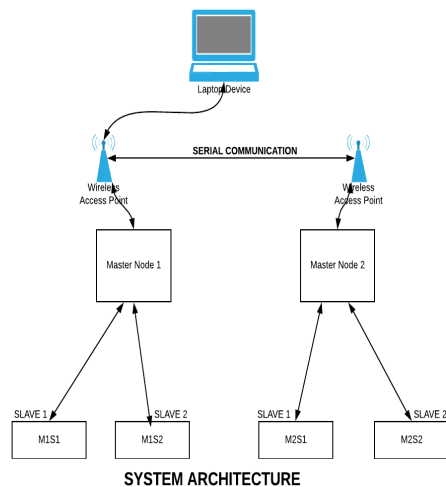 Laptop Device
SERIAL COMMUNICATION
Wireless
Access Point
Wireless
Access Point
Master Node 1
Master Node 2
SLAVE 1
SLAVE 2
SLAVE 1
SLAVE 2
M1S1
M1S2
M2S1
M2S2
SYSTEM ARCHITECTURE